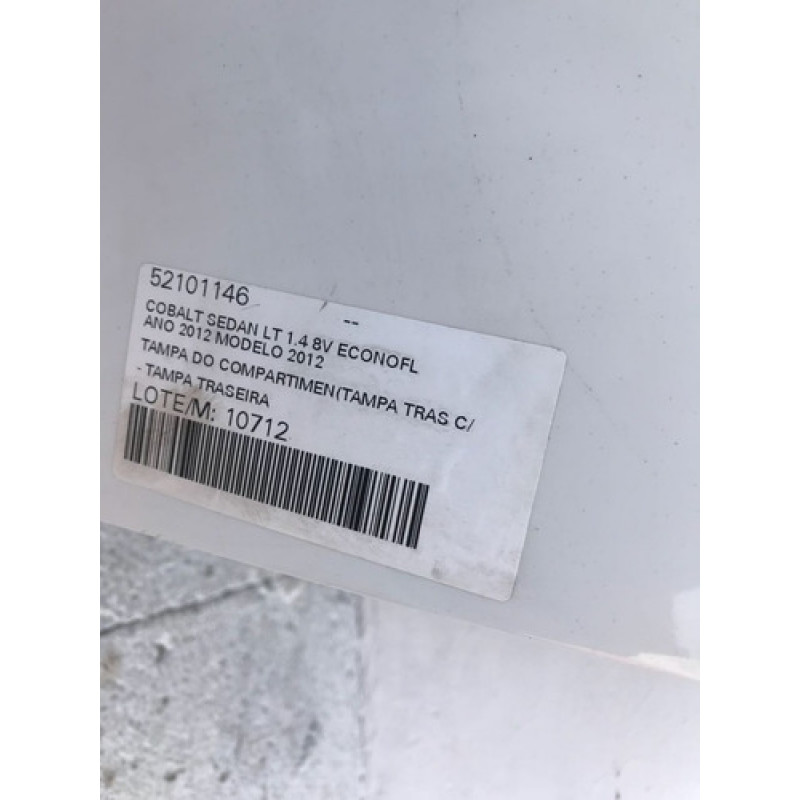 52101146
--
COBALT SEDAN LT 1.4 8V ECONOFL
ANO 2012 MODELO 2012
TAMPA DO COMPARTIMEN(TAMPA TRAS C/
- TAMPA TRASEIRA
LOTE/M: 10712